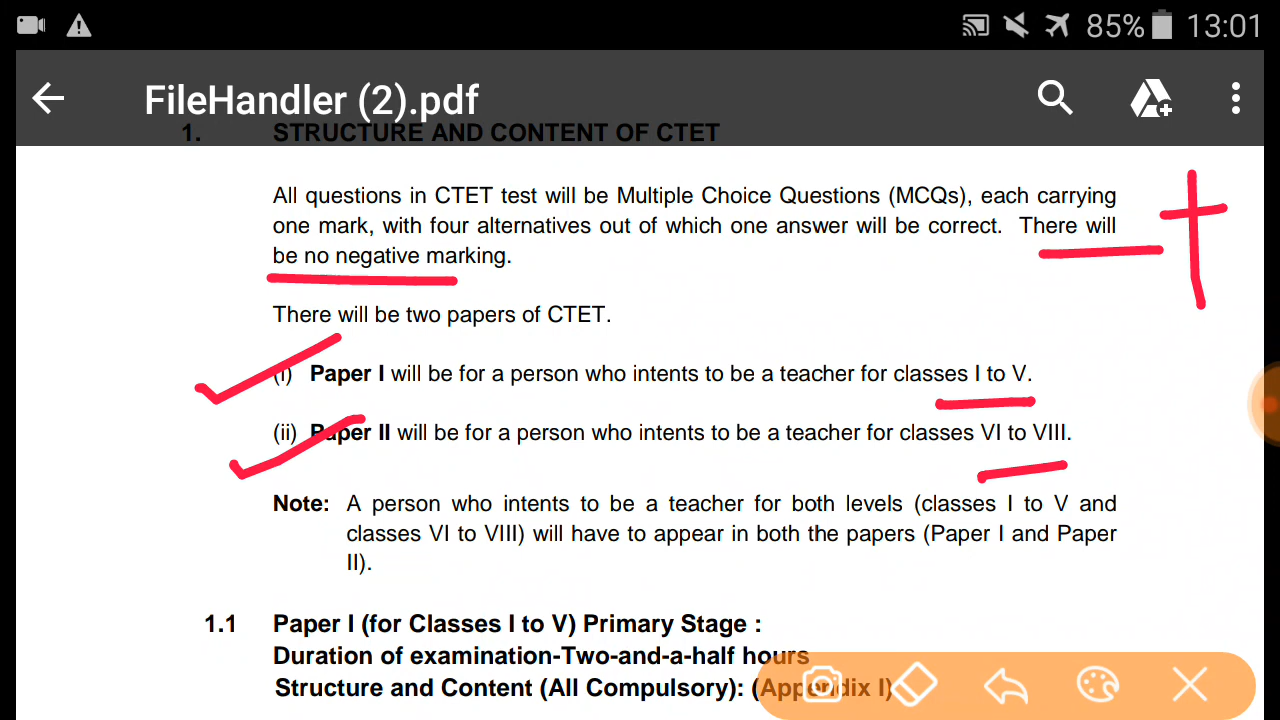 85% 13:01
FileHandler (2).pdf
1. STRUCTURE AND CONTENT OF CTET
All questions in CTET test will be Multiple Choice Questions (MCQs), each carrying
one mark, with four alternatives out of which one answer will be correct. There will
be no negative marking.
There will be two papers of CTET.
(i) Paper I will be for a person who intents to be a teacher for classes I to V.
(ii) Paper II will be for a person who intents to be a teacher for classes VI to VIII.
Note: A person who intents to be a teacher for both levels (classes I to V and
classes VI to VIII) will have to appear in both the papers (Paper I and Paper
II).
1.1 Paper I (for Classes I to V) Primary Stage :
Duration of examination-Two-and-a-half hours
Structure and Content (All Compulsory): (Appendix I)